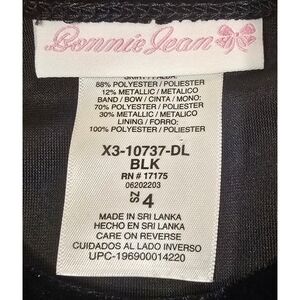 Bonnie Jean
SKIRT / FALDA:
88% POLYESTER / POLIESTER
12% METALLIC / METALICO
BAND / BOW / CINTA / MONO:
70% POLYESTER / POLIESTER
30% METALLIC / METALICO
LINING / FORRO:
100% POLYESTER / POLIESTER
X3-10737-DL
BLK
RN # 17175
06202203
SZ 4
MADE IN SRI LANKA
HECHO EN SRI LANKA
CARE ON REVERSE
CUIDADOS AL LADO INVERSO
UPC-196900014220